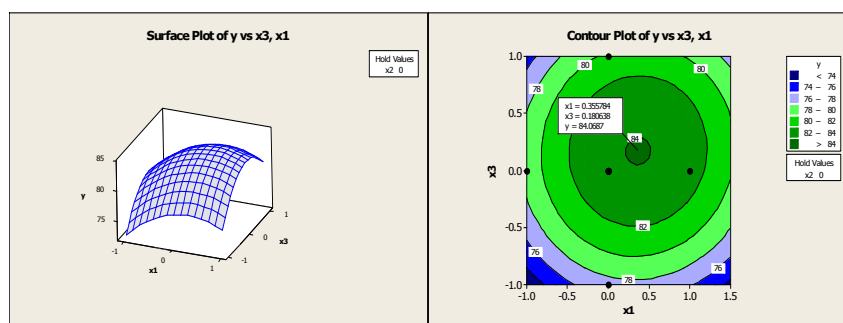 Surface Plot of y vs x3, x1
Hold Values
x2 0
85
80
y
75
-1
0
1
x1
1
0
-1
x3
Contour Plot of y vs x3, x1
1.0
0.5
0.0
-0.5
-1.0
x3
-1.0 -0.5 0.0 0.5 1.0 1.5
x1
80
80
78
x1 = 0.355784
x3 = 0.180638
y = 84.0687
84
82
76
76
78
y
< 74
74 – 76
76 – 78
78 – 80
80 – 82
82 – 84
> 84
Hold Values
x2 0